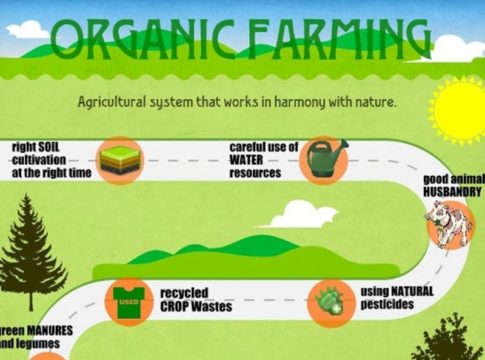 ORGANIC FARMING
Agricultural system that works in harmony with nature.
right SOIL
cultivation
at the right time
careful use of
WATER
resources
good animal
HUSBANDRY
using NATURAL
pesticides
recycled
CROP Wastes
USED
green MANURES
and legumes